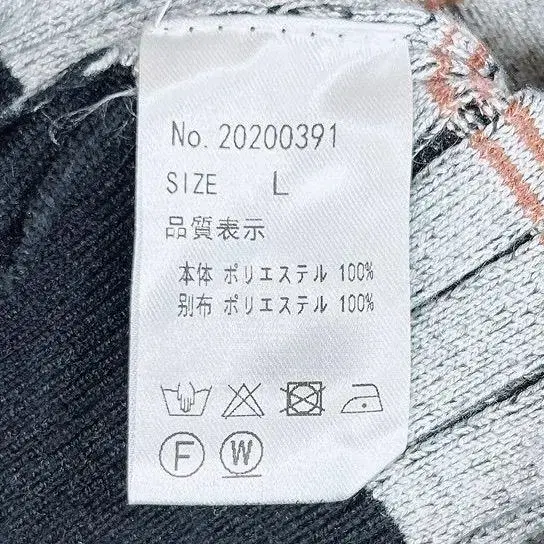 No. 20200391
SIZE L
品質表示
本体 ポリエステル 100%
別布 ポリエステル 100%
F W